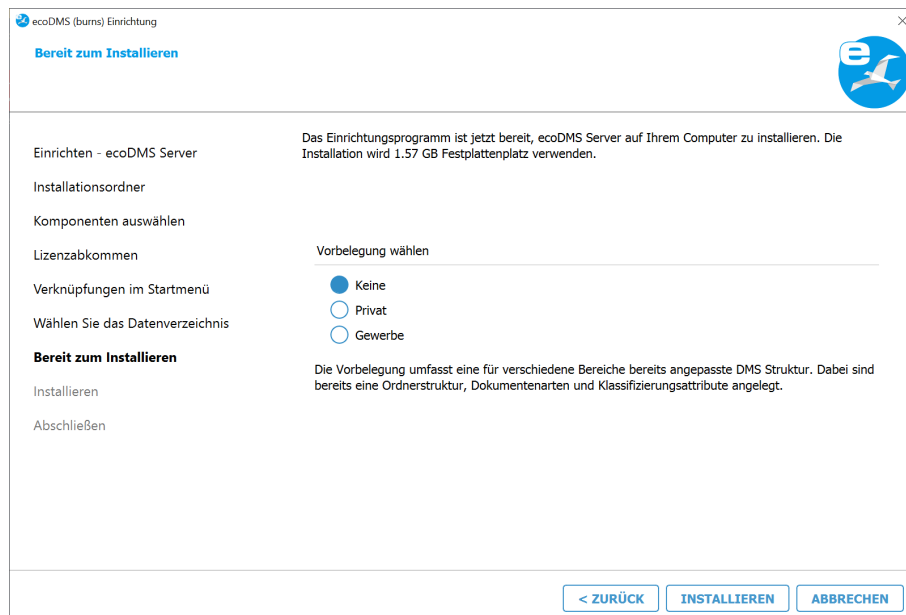 ecoDMS (burns) Einrichtung
Bereit zum Installieren
e
Einrichten - ecoDMS Server
Installationsordner
Komponenten auswählen
Lizenzabkommen
Verknüpfungen im Startmenü
Wählen Sie das Datenverzeichnis
Bereit zum Installieren
Installieren
Abschließen
Das Einrichtungsprogramm ist jetzt bereit, ecoDMS Server auf Ihrem Computer zu installieren. Die
Installation wird 1.57 GB Festplattenplatz verwenden.
Vorbelegung wählen
Keine
Privat
Gewerbe
Die Vorbelegung umfasst eine für verschiedene Bereiche bereits angepasste DMS Struktur. Dabei sind
bereits eine Ordnerstruktur, Dokumentenarten und Klassifizierungsattribute angelegt.
< ZURÜCK
INSTALLIEREN
ABBRECHEN